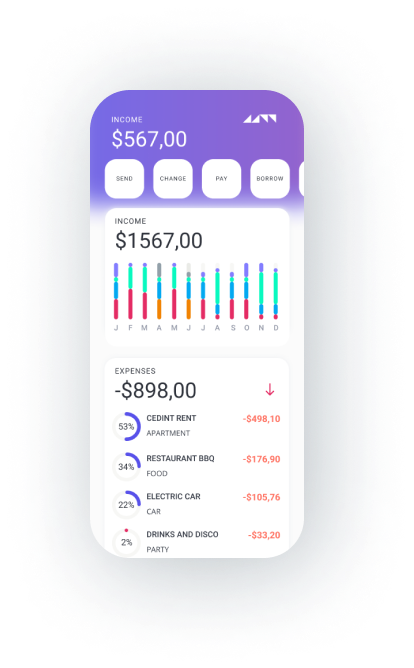 INCOME
$567,00
SEND CHANGE PAY BORROW
INCOME
$1567,00
J F M A M J J A S O N D
EXPENSES
-$898,00
53% CEDINT RENT -$498,10
APARTMENT
34% RESTAURANT BBQ -$176,90
FOOD
22% ELECTRIC CAR -$105,76
CAR
2% DRINKS AND DISCO -$33,20
PARTY